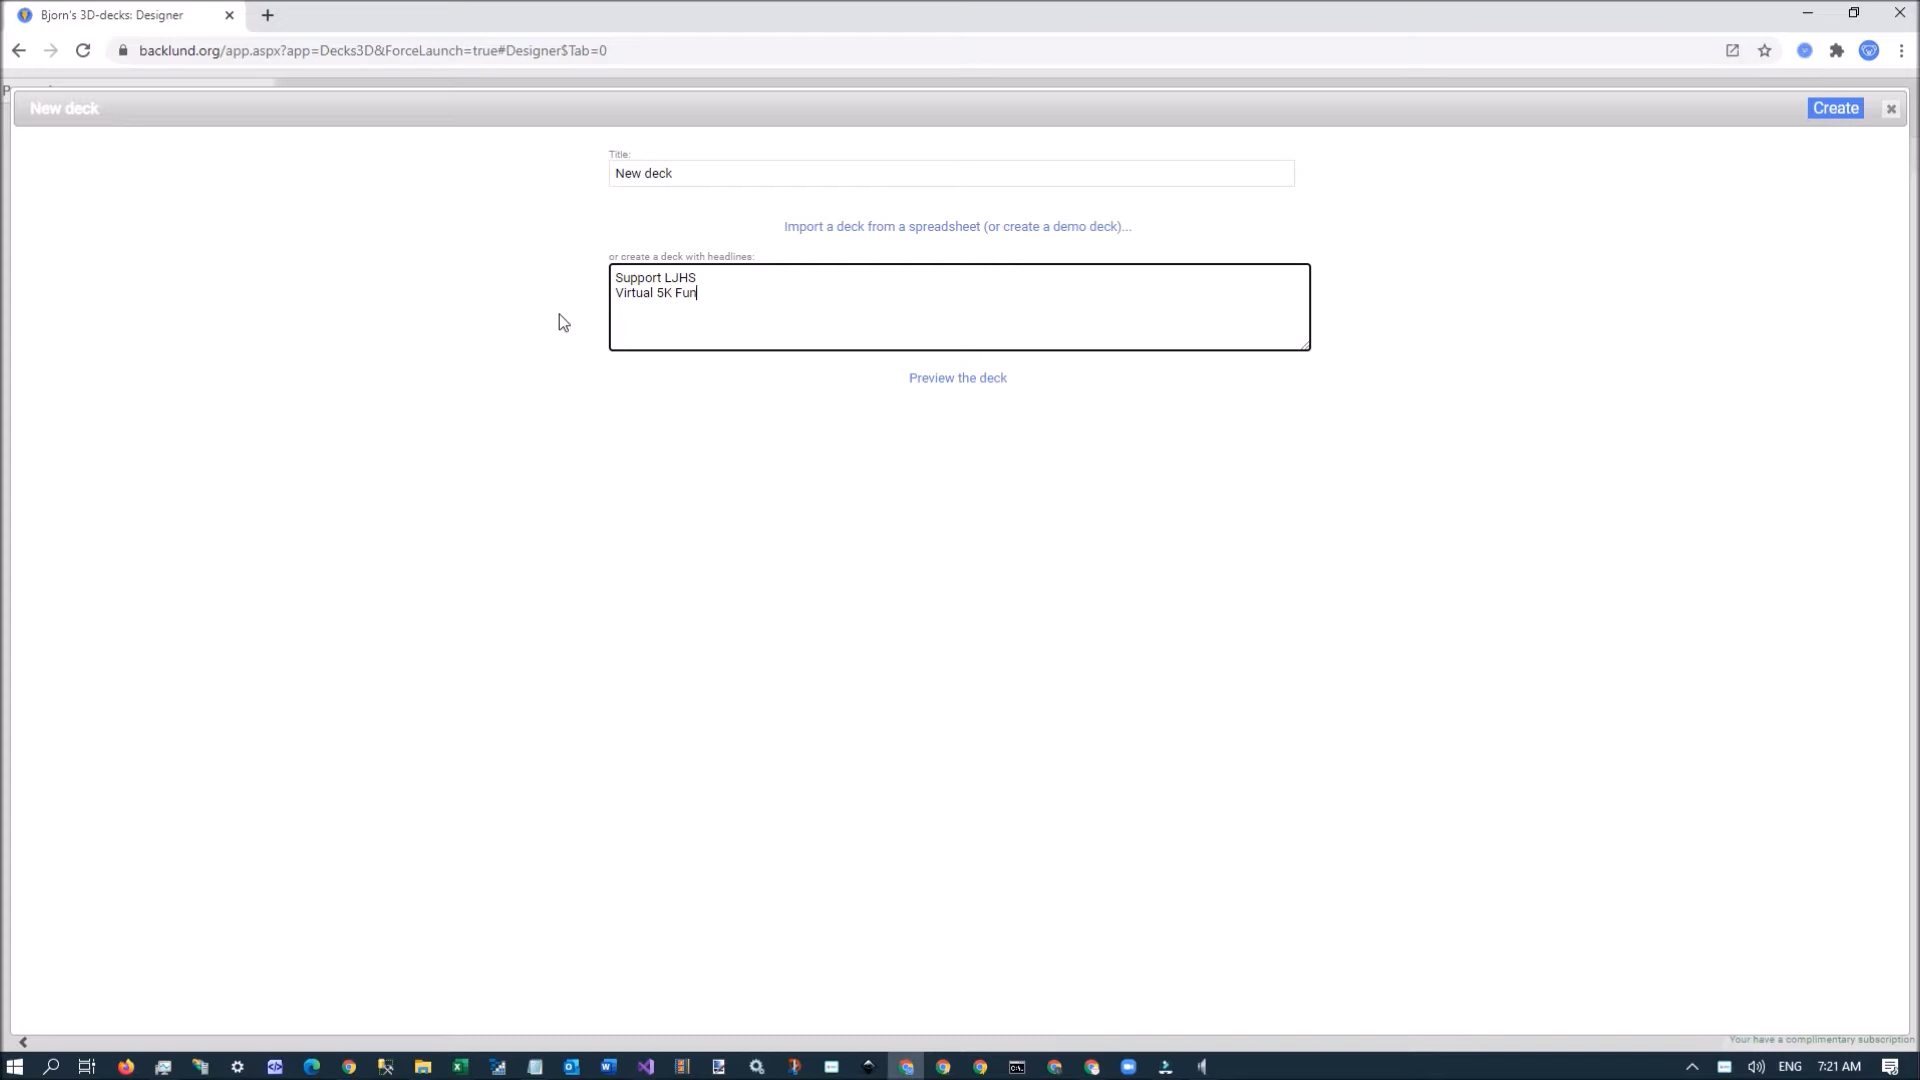 Bjorn's 3D-decks: Designer
backlund.org/app.aspx?app=Decks3D&ForceLaunch=true#Designer$Tab=0
New deck
Create
Title:
New deck
Import a deck from a spreadsheet (or create a demo deck)...
or create a deck with headlines:
Support LJHS
Virtual 5K Fun
Preview the deck
Your have a complimentary subscription
ENG
7:21 AM